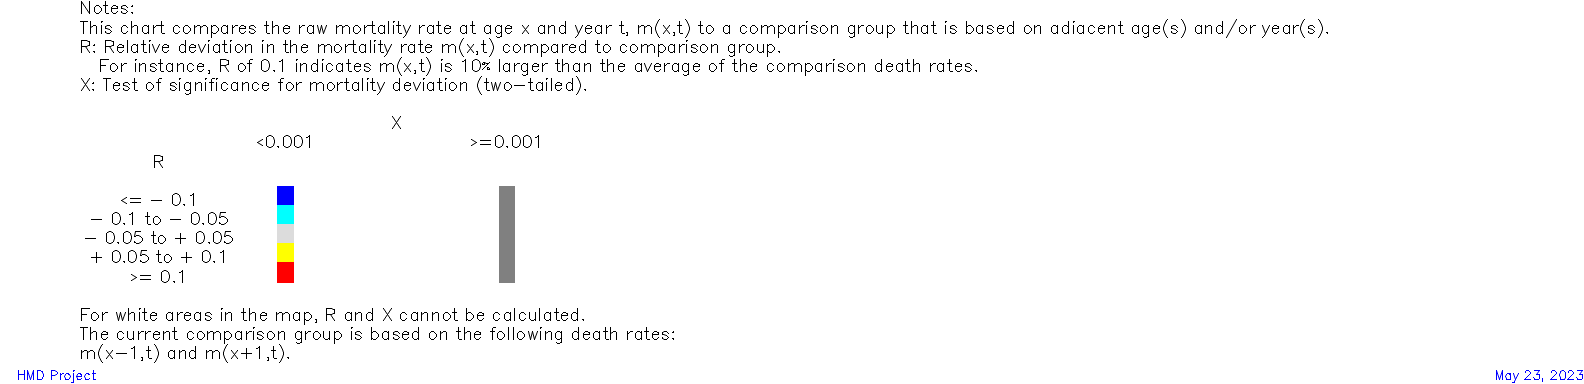 Notes:
This chart compares the raw mortality rate at age x and year t, m(x,t) to a comparison group that is based on adjacent age(s) and/or year(s).
R: Relative deviation in the mortality rate m(x,t) compared to comparison group.
For instance, R of 0.1 indicates m(x,t) is 10% larger than the average of the comparison death rates.
X: Test of significance for mortality deviation (two-tailed).
X
<0.001 >=0.001
R
<= - 0.1
- 0.1 to - 0.05
- 0.05 to + 0.05
+ 0.05 to + 0.1
>= 0.1
For white areas in the map, R and X cannot be calculated.
The current comparison group is based on the following death rates:
m(x-1,t) and m(x+1,t).
HMD Project May 23, 2023